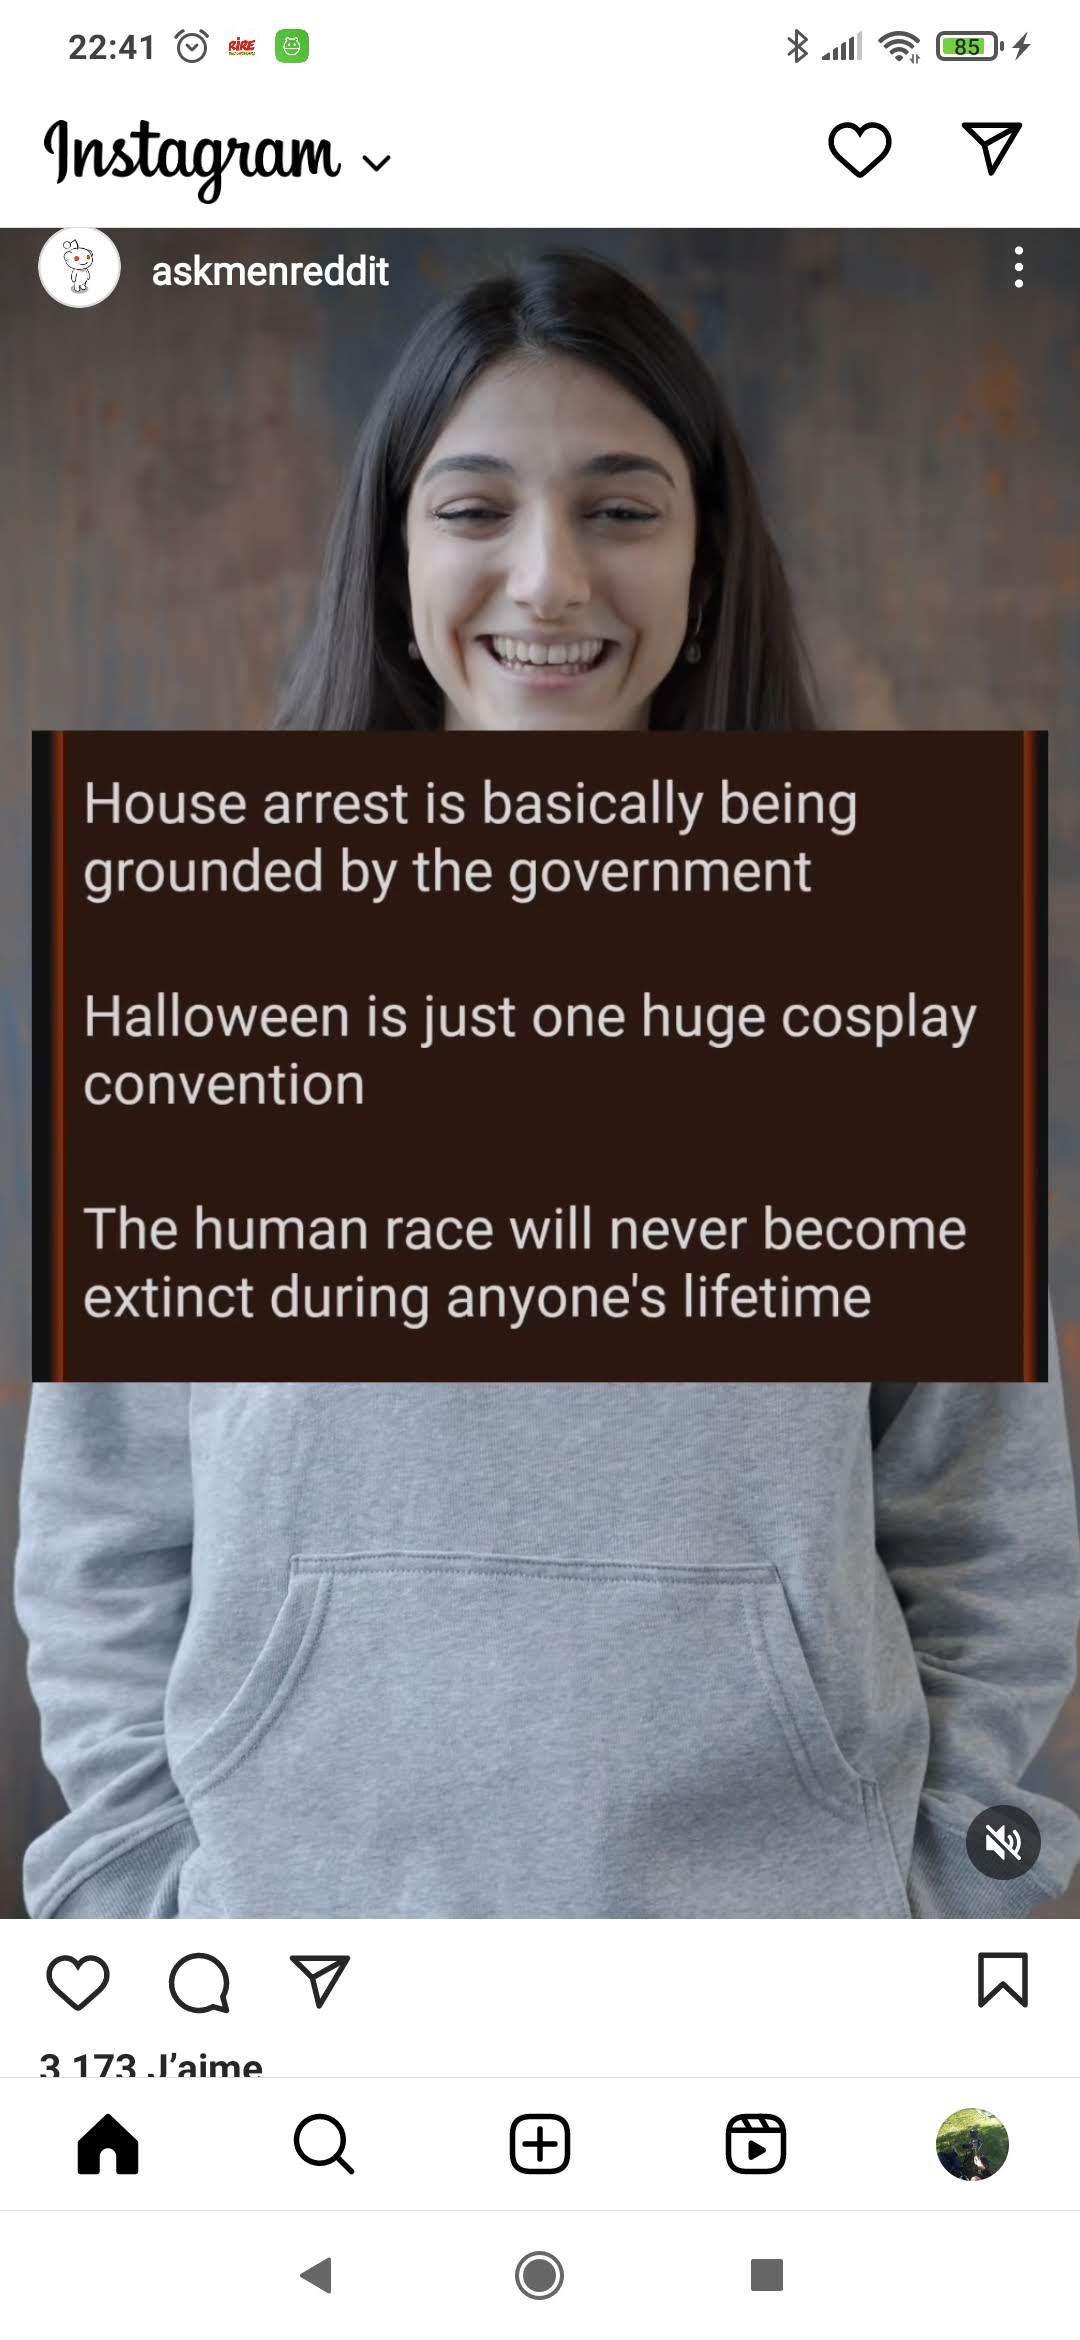 22:41
RiRE
85
Instagram
askmenreddit
House arrest is basically being
grounded by the government
Halloween is just one huge cosplay
convention
The human race will never become
extinct during anyone's lifetime
3 173 J'aime